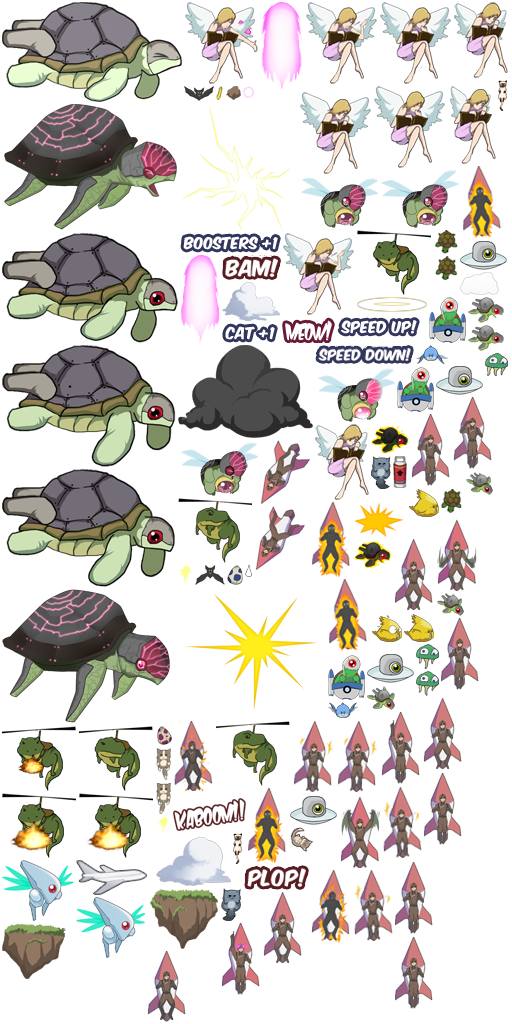 BOOSTERS +1
BAM!
CAT +1
MEOW!
SPEED UP!
SPEED DOWN!
KABOOM!!
PLOP!